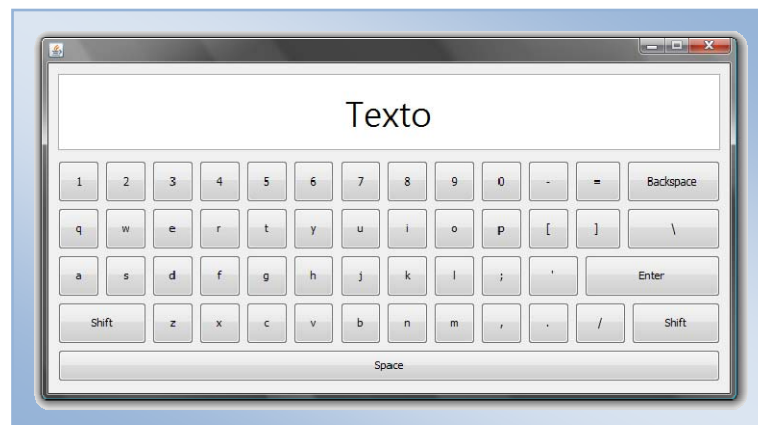 Texto
1 2 3 4 5 6 7 8 9 0 - = Backspace
q w e r t y u i o p [ ] \
a s d f g h j k l ; ' Enter
Shift z x c v b n m , . / Shift
Space